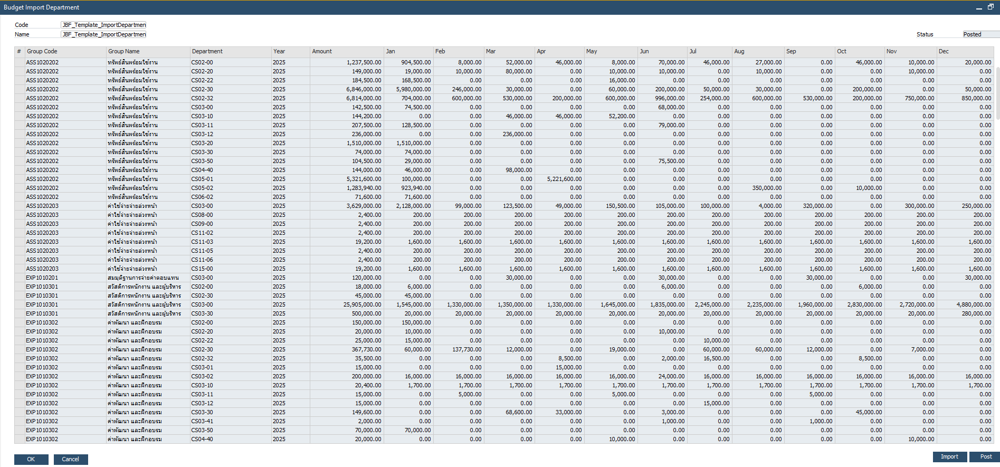 Budget Import Department
Code JBF_Template_ImportDepartmen
Name JBF_Template_ImportDepartmen
Status Posted
# Group Code Group Name Department Year Amount Jan Feb Mar Apr May Jun Jul Aug Sep Oct Nov Dec
ASS1020202 ทรัพย์สินพร้อมใช้งาน CS02-00 2025 1,237,500.00 904,500.00 8,000.00 52,000.00 46,000.00 8,000.00 70,000.00 46,000.00 27,000.00 0.00 46,000.00 10,000.00 20,000.00
ASS1020202 ทรัพย์สินพร้อมใช้งาน CS02-20 2025 149,000.00 19,000.00 10,000.00 80,000.00 0.00 10,000.00 10,000.00 0.00 10,000.00 0.00 0.00 10,000.00 0.00
ASS1020202 ทรัพย์สินพร้อมใช้งาน CS02-22 2025 184,500.00 168,500.00 0.00 0.00 0.00 16,000.00 0.00 0.00 0.00 0.00 0.00 0.00 0.00
ASS1020202 ทรัพย์สินพร้อมใช้งาน CS02-30 2025 6,846,000.00 5,980,000.00 246,000.00 30,000.00 0.00 60,000.00 200,000.00 50,000.00 30,000.00 0.00 200,000.00 0.00 50,000.00
ASS1020202 ทรัพย์สินพร้อมใช้งาน CS02-32 2025 6,814,000.00 704,000.00 600,000.00 530,000.00 200,000.00 600,000.00 996,000.00 254,000.00 600,000.00 530,000.00 200,000.00 750,000.00 850,000.00
ASS1020202 ทรัพย์สินพร้อมใช้งาน CS03-00 2025 142,500.00 74,500.00 0.00 0.00 0.00 0.00 68,000.00 0.00 0.00 0.00 0.00 0.00 0.00
ASS1020202 ทรัพย์สินพร้อมใช้งาน CS03-10 2025 144,200.00 0.00 0.00 46,000.00 46,000.00 52,200.00 0.00 0.00 0.00 0.00 0.00 0.00 0.00
ASS1020202 ทรัพย์สินพร้อมใช้งาน CS03-11 2025 207,500.00 128,500.00 0.00 0.00 0.00 0.00 79,000.00 0.00 0.00 0.00 0.00 0.00 0.00
ASS1020202 ทรัพย์สินพร้อมใช้งาน CS03-12 2025 236,000.00 0.00 0.00 236,000.00 0.00 0.00 0.00 0.00 0.00 0.00 0.00 0.00 0.00
ASS1020202 ทรัพย์สินพร้อมใช้งาน CS03-20 2025 1,510,000.00 1,510,000.00 0.00 0.00 0.00 0.00 0.00 0.00 0.00 0.00 0.00 0.00 0.00
ASS1020202 ทรัพย์สินพร้อมใช้งาน CS03-30 2025 74,000.00 74,000.00 0.00 0.00 0.00 0.00 0.00 0.00 0.00 0.00 0.00 0.00 0.00
ASS1020202 ทรัพย์สินพร้อมใช้งาน CS03-50 2025 104,500.00 29,000.00 0.00 0.00 0.00 0.00 75,500.00 0.00 0.00 0.00 0.00 0.00 0.00
ASS1020202 ทรัพย์สินพร้อมใช้งาน CS04-40 2025 144,000.00 46,000.00 0.00 98,000.00 0.00 0.00 0.00 0.00 0.00 0.00 0.00 0.00 0.00
ASS1020202 ทรัพย์สินพร้อมใช้งาน CS05-01 2025 5,321,600.00 100,000.00 0.00 0.00 5,221,600.00 0.00 0.00 0.00 0.00 0.00 0.00 0.00 0.00
ASS1020202 ทรัพย์สินพร้อมใช้งาน CS05-02 2025 1,283,940.00 923,940.00 0.00 0.00 0.00 0.00 0.00 0.00 350,000.00 0.00 10,000.00 0.00 0.00
ASS1020202 ทรัพย์สินพร้อมใช้งาน CS06-02 2025 71,600.00 71,600.00 0.00 0.00 0.00 0.00 0.00 0.00 0.00 0.00 0.00 0.00 0.00
ASS1020203 ค่าใช้จ่ายจ่ายล่วงหน้า CS03-00 2025 3,629,000.00 2,128,000.00 99,000.00 123,500.00 49,000.00 150,500.00 105,000.00 100,000.00 4,000.00 320,000.00 0.00 300,000.00 250,000.00
ASS1020203 ค่าใช้จ่ายจ่ายล่วงหน้า CS08-00 2025 2,400.00 200.00 200.00 200.00 200.00 200.00 200.00 200.00 200.00 200.00 200.00 200.00 200.00
ASS1020203 ค่าใช้จ่ายจ่ายล่วงหน้า CS09-00 2025 2,400.00 200.00 200.00 200.00 200.00 200.00 200.00 200.00 200.00 200.00 200.00 200.00 200.00
ASS1020203 ค่าใช้จ่ายจ่ายล่วงหน้า CS11-02 2025 2,400.00 200.00 200.00 200.00 200.00 200.00 200.00 200.00 200.00 200.00 200.00 200.00 200.00
ASS1020203 ค่าใช้จ่ายจ่ายล่วงหน้า CS11-03 2025 19,200.00 1,600.00 1,600.00 1,600.00 1,600.00 1,600.00 1,600.00 1,600.00 1,600.00 1,600.00 1,600.00 1,600.00 1,600.00
ASS1020203 ค่าใช้จ่ายจ่ายล่วงหน้า CS11-05 2025 2,400.00 200.00 200.00 200.00 200.00 200.00 200.00 200.00 200.00 200.00 200.00 200.00 200.00
ASS1020203 ค่าใช้จ่ายจ่ายล่วงหน้า CS11-06 2025 2,400.00 200.00 200.00 200.00 200.00 200.00 200.00 200.00 200.00 200.00 200.00 200.00 200.00
ASS1020203 ค่าใช้จ่ายจ่ายล่วงหน้า CS15-00 2025 19,200.00 1,600.00 1,600.00 1,600.00 1,600.00 1,600.00 1,600.00 1,600.00 1,600.00 1,600.00 1,600.00 1,600.00 1,600.00
EXP1010201 สมมุติฐานการจ่ายค่าตอบแทน CS03-00 2025 120,000.00 0.00 0.00 30,000.00 0.00 0.00 30,000.00 0.00 0.00 30,000.00 0.00 0.00 30,000.00
EXP1010301 สวัสดิการพนักงาน และผู้บริหาร CS02-00 2025 18,000.00 6,000.00 0.00 0.00 0.00 0.00 6,000.00 0.00 0.00 0.00 6,000.00 0.00 0.00
EXP1010301 สวัสดิการพนักงาน และผู้บริหาร CS02-30 2025 45,000.00 45,000.00 0.00 0.00 0.00 0.00 0.00 0.00 0.00 0.00 0.00 0.00 0.00
EXP1010301 สวัสดิการพนักงาน และผู้บริหาร CS03-00 2025 25,905,000.00 1,545,000.00 1,330,000.00 1,350,000.00 1,330,000.00 1,645,000.00 1,835,000.00 2,245,000.00 2,235,000.00 1,960,000.00 2,830,000.00 2,720,000.00 4,880,000.00
EXP1010301 สวัสดิการพนักงาน และผู้บริหาร CS03-30 2025 500,000.00 20,000.00 20,000.00 20,000.00 20,000.00 20,000.00 20,000.00 20,000.00 20,000.00 20,000.00 20,000.00 20,000.00 280,000.00
EXP1010302 ค่าพัฒนา และฝึกอบรม CS02-00 2025 150,000.00 150,000.00 0.00 0.00 0.00 0.00 0.00 0.00 0.00 0.00 0.00 0.00 0.00
EXP1010302 ค่าพัฒนา และฝึกอบรม CS02-20 2025 20,000.00 10,000.00 0.00 0.00 0.00 0.00 10,000.00 0.00 0.00 0.00 0.00 0.00 0.00
EXP1010302 ค่าพัฒนา และฝึกอบรม CS02-22 2025 25,000.00 15,000.00 0.00 0.00 0.00 0.00 0.00 10,000.00 0.00 0.00 0.00 0.00 0.00
EXP1010302 ค่าพัฒนา และฝึกอบรม CS02-30 2025 367,730.00 60,000.00 137,730.00 12,000.00 0.00 19,000.00 0.00 60,000.00 60,000.00 12,000.00 0.00 7,000.00 0.00
EXP1010302 ค่าพัฒนา และฝึกอบรม CS02-32 2025 35,500.00 0.00 0.00 0.00 8,500.00 0.00 2,000.00 16,500.00 0.00 0.00 8,500.00 0.00 0.00
EXP1010302 ค่าพัฒนา และฝึกอบรม CS03-01 2025 15,000.00 0.00 0.00 0.00 15,000.00 0.00 0.00 0.00 0.00 0.00 0.00 0.00 0.00
EXP1010302 ค่าพัฒนา และฝึกอบรม CS03-02 2025 200,000.00 16,000.00 16,000.00 16,000.00 16,000.00 16,000.00 24,000.00 16,000.00 16,000.00 16,000.00 16,000.00 16,000.00 16,000.00
EXP1010302 ค่าพัฒนา และฝึกอบรม CS03-10 2025 20,400.00 1,700.00 1,700.00 1,700.00 1,700.00 1,700.00 1,700.00 1,700.00 1,700.00 1,700.00 1,700.00 1,700.00 1,700.00
EXP1010302 ค่าพัฒนา และฝึกอบรม CS03-11 2025 15,000.00 0.00 5,000.00 0.00 0.00 5,000.00 0.00 0.00 0.00 5,000.00 0.00 0.00 0.00
EXP1010302 ค่าพัฒนา และฝึกอบรม CS03-12 2025 15,000.00 0.00 0.00 0.00 0.00 0.00 0.00 15,000.00 0.00 0.00 0.00 0.00 0.00
EXP1010302 ค่าพัฒนา และฝึกอบรม CS03-30 2025 149,600.00 0.00 0.00 68,600.00 33,000.00 0.00 3,000.00 0.00 0.00 0.00 45,000.00 0.00 0.00
EXP1010302 ค่าพัฒนา และฝึกอบรม CS03-41 2025 2,000.00 0.00 0.00 0.00 0.00 0.00 1,000.00 0.00 0.00 1,000.00 0.00 0.00 0.00
EXP1010302 ค่าพัฒนา และฝึกอบรม CS03-50 2025 70,000.00 70,000.00 0.00 0.00 0.00 0.00 0.00 0.00 0.00 0.00 0.00 0.00 0.00
EXP1010302 ค่าพัฒนา และฝึกอบรม CS04-40 2025 20,000.00 0.00 0.00 0.00 0.00 10,000.00 0.00 0.00 0.00 0.00 0.00 10,000.00 0.00
OK Cancel Import Post